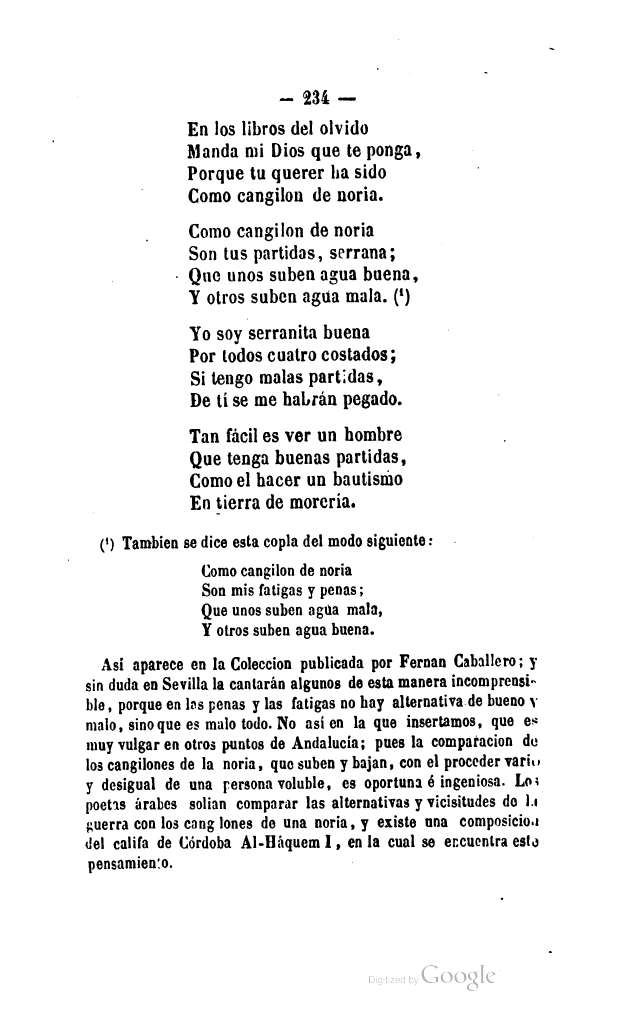 — 234 —
En los libros del olvido
Manda mi Dios que te ponga,
Porque tu querer ha sido
Como cangilon de noria.
Como cangilon de noria
Son tus partidas, serrana;
Que unos suben agua buena,
Y otros suben agua mala. (¹)
Yo soy serranita buena
Por todos cuatro costados;
Si tengo malas partidas,
De tí se me habrán pegado.
Tan fácil es ver un hombre
Que tenga buenas partidas,
Como el hacer un bautismo
En tierra de morería.
(¹) Tambien se dice esta copla del modo siguiente:
Como cangilon de noria
Son mis fatigas y penas;
Que unos suben agua mala,
Y otros suben agua buena.
Así aparece en la Coleccion publicada por Fernan Caballero; y
sin duda en Sevilla la cantarán algunos de esta manera incomprensi-
ble, porque en las penas y las fatigas no hay alternativa de bueno y
malo, sino que es malo todo. No así en la que insertamos, que es
muy vulgar en otros puntos de Andalucía; pues la comparacion de
los cangilones de la noria, que suben y bajan, con el proceder vario
y desigual de una persona voluble, es oportuna é ingeniosa. Los
poetas árabes solian comparar las alternativas y vicisitudes de la
guerra con los cangilones de una noria, y existe una composicion
del califa de Córdoba Al-Háquem I, en la cual se encuentra este
pensamiento.
Digitized by Google